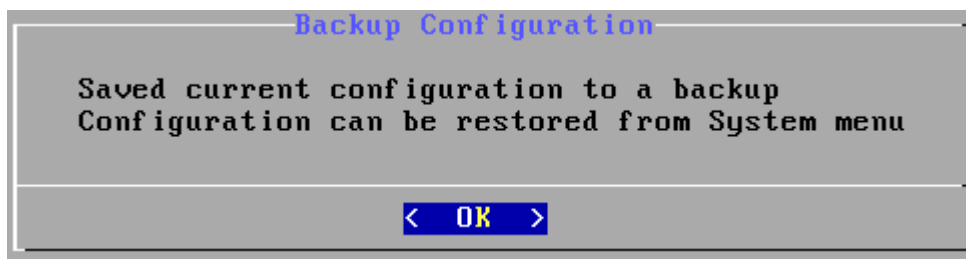 Backup Configuration
Saved current configuration to a backup
Configuration can be restored from System menu
< OK >